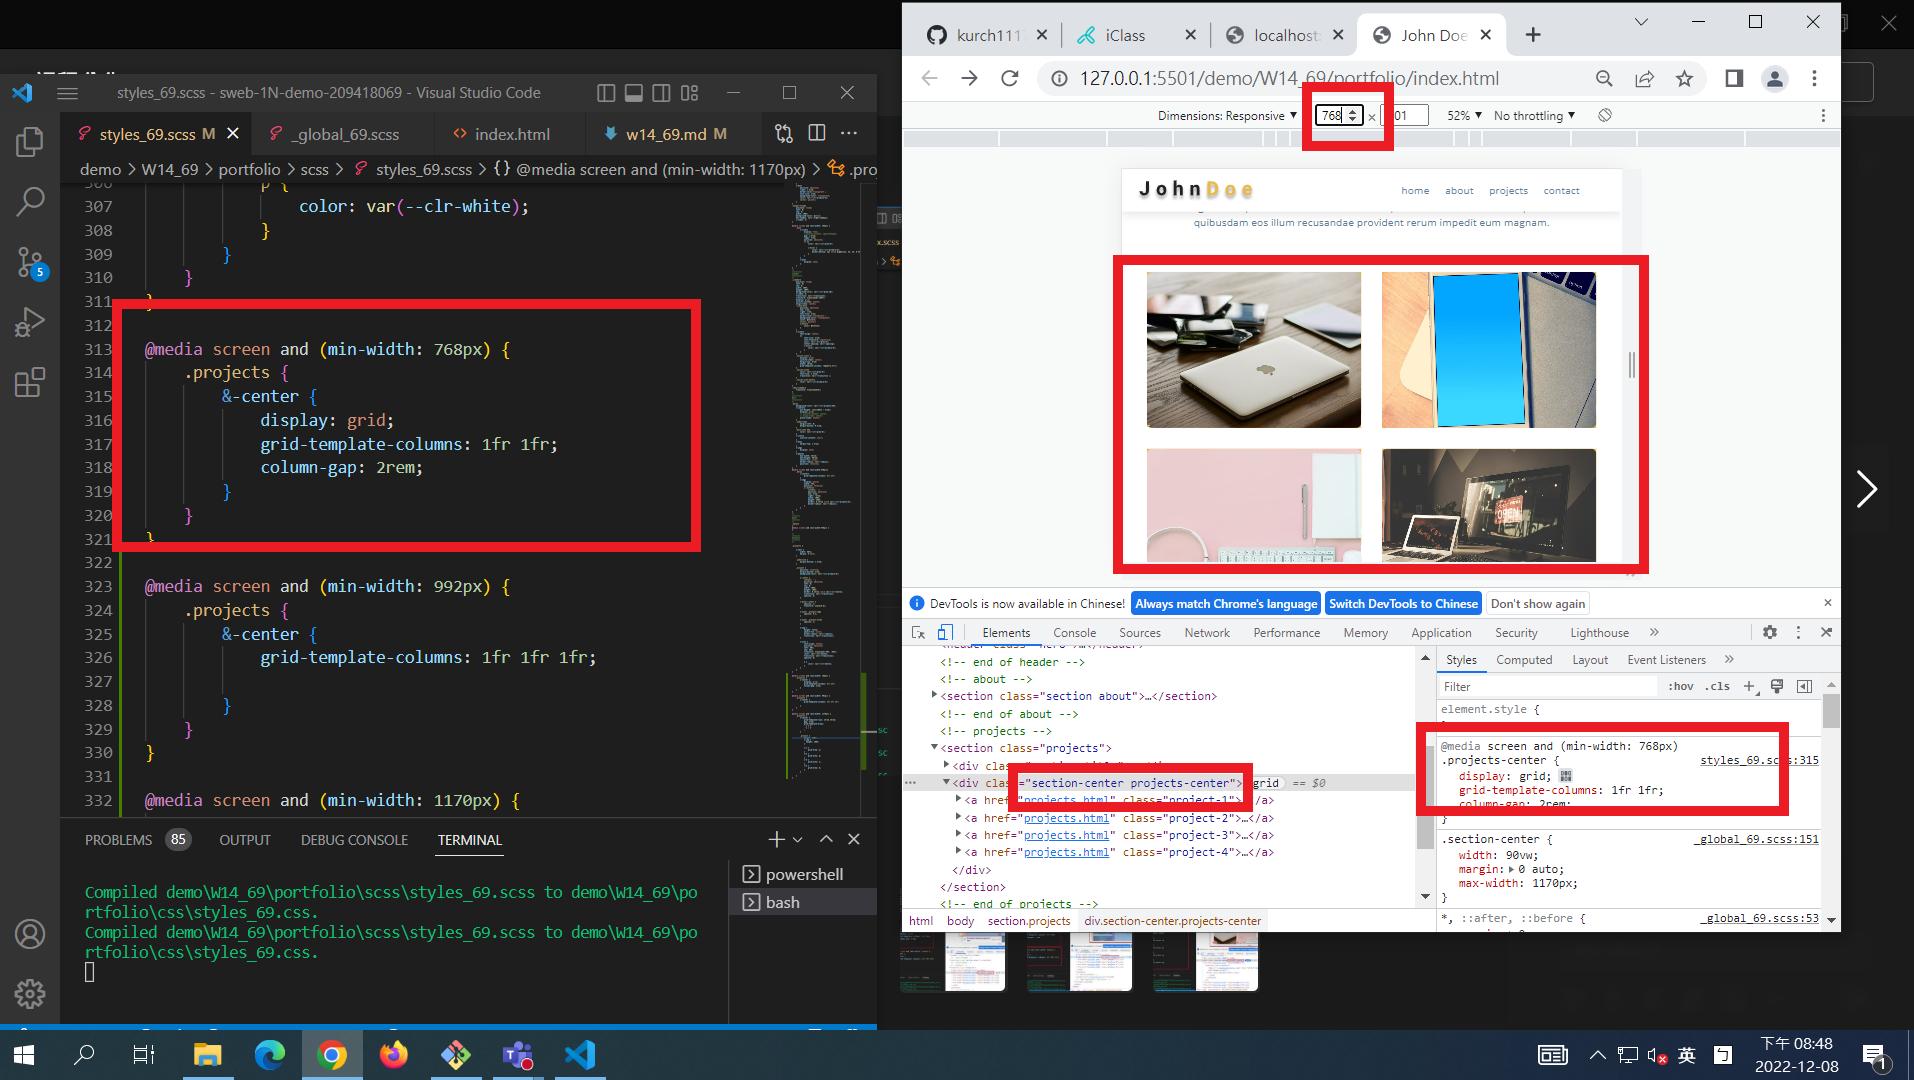 styles_69.scss - sweb-1N-demo-209418069 - Visual Studio Code
styles_69.scss M
_global_69.scss
index.html
w14_69.md M
demo > W14_69 > portfolio > scss > styles_69.scss > {} @media screen and (min-width: 1170px) > .pro
306 p {
307 color: var(--clr-white);
308 }
309 }
310 }
311 }
312
313 @media screen and (min-width: 768px) {
314 .projects {
315 &-center {
316 display: grid;
317 grid-template-columns: 1fr 1fr;
318 column-gap: 2rem;
319 }
320 }
321 }
322
323 @media screen and (min-width: 992px) {
324 .projects {
325 &-center {
326 grid-template-columns: 1fr 1fr 1fr;
327
328 }
329 }
330 }
331
332 @media screen and (min-width: 1170px) {
5
PROBLEMS 85 OUTPUT DEBUG CONSOLE TERMINAL
powershell
bash
Compiled demo\W14_69\portfolio\scss\styles_69.scss to demo\W14_69\po
rtfolio\css\styles_69.css.
Compiled demo\W14_69\portfolio\scss\styles_69.scss to demo\W14_69\po
rtfolio\css\styles_69.css.
kurch111
iClass
localhost:
John Doe
127.0.0.1:5501/demo/W14_69/portfolio/index.html
Dimensions: Responsive 768 × 01 52% No throttling
JohnDoe
home about projects contact
quibusdam eos illum recusandae provident rerum impedit eum magnam.
OPEN
DevTools is now available in Chinese! Always match Chrome's language Switch DevTools to Chinese Don't show again
Elements Console Sources Network Performance Memory Application Security Lighthouse
<!-- end of header -->
<!-- about -->
<section class="section about">…</section>
<!-- end of about -->
<!-- projects -->
<section class="projects">
<div class="section-center projects-center"> grid == $0
<a href="projects.html" class="project-1">…</a>
<a href="projects.html" class="project-2">…</a>
<a href="projects.html" class="project-3">…</a>
<a href="projects.html" class="project-4">…</a>
</div>
</section>
<!-- end of projects -->
html body section.projects div.section-center.projects-center
Styles Computed Layout Event Listeners
Filter :hov .cls
element.style {
@media screen and (min-width: 768px)
.projects-center { styles_69.scss:315
display: grid;
grid-template-columns: 1fr 1fr;
column-gap: 2rem;
}
.section-center { _global_69.scss:151
width: 90vw;
margin: 0 auto;
max-width: 1170px;
}
*, ::after, ::before { _global_69.scss:53
英
下午 08:48
2022-12-08
1